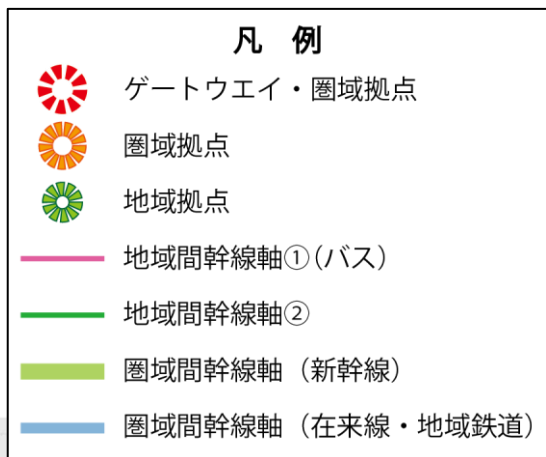 凡 例
ゲートウエイ・圏域拠点
圏域拠点
地域拠点
地域間幹線軸①(バス)
地域間幹線軸②
圏域間幹線軸（新幹線）
圏域間幹線軸（在来線・地域鉄道）